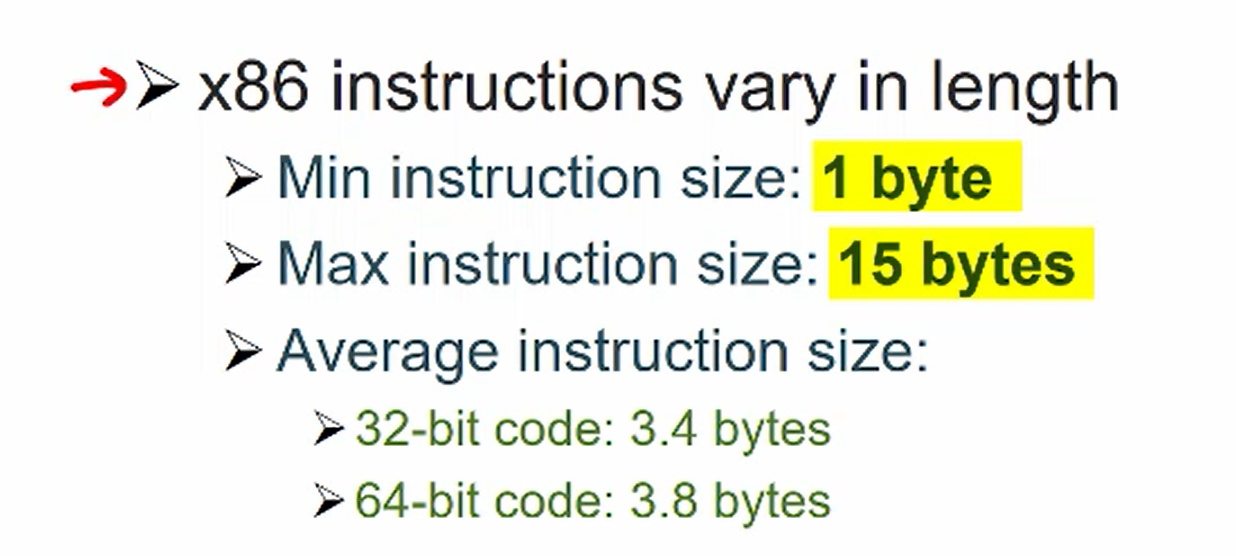 x86 instructions vary in length
Min instruction size: 1 byte
Max instruction size: 15 bytes
Average instruction size:
32-bit code: 3.4 bytes
64-bit code: 3.8 bytes